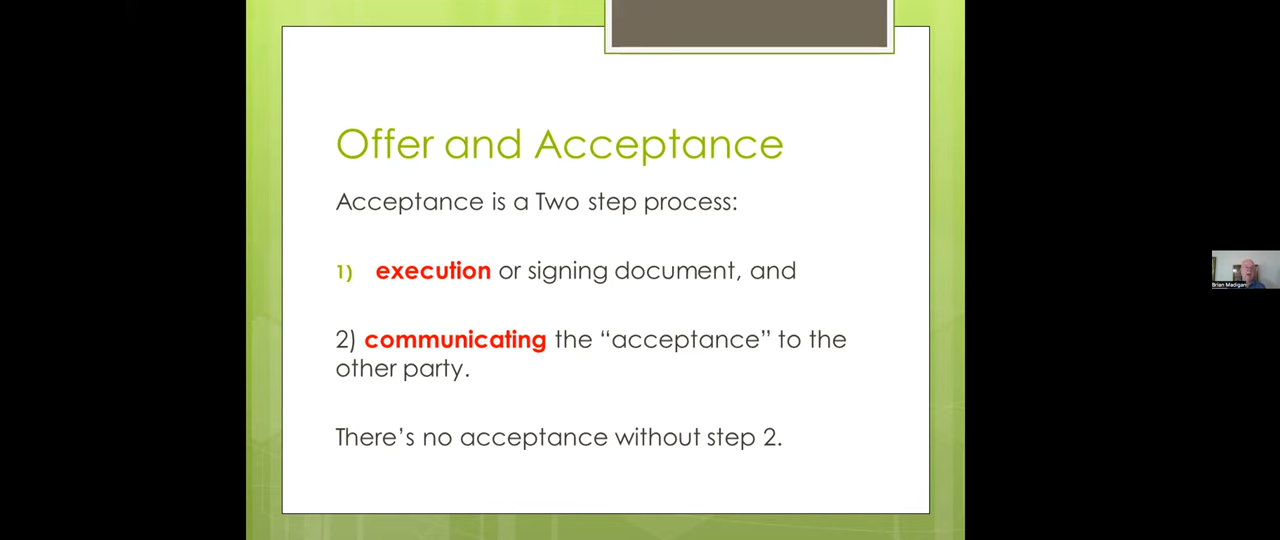 Offer and Acceptance
Acceptance is a Two step process:
1) execution or signing document, and
2) communicating the “acceptance” to the
other party.
There’s no acceptance without step 2.
Brian Madigan